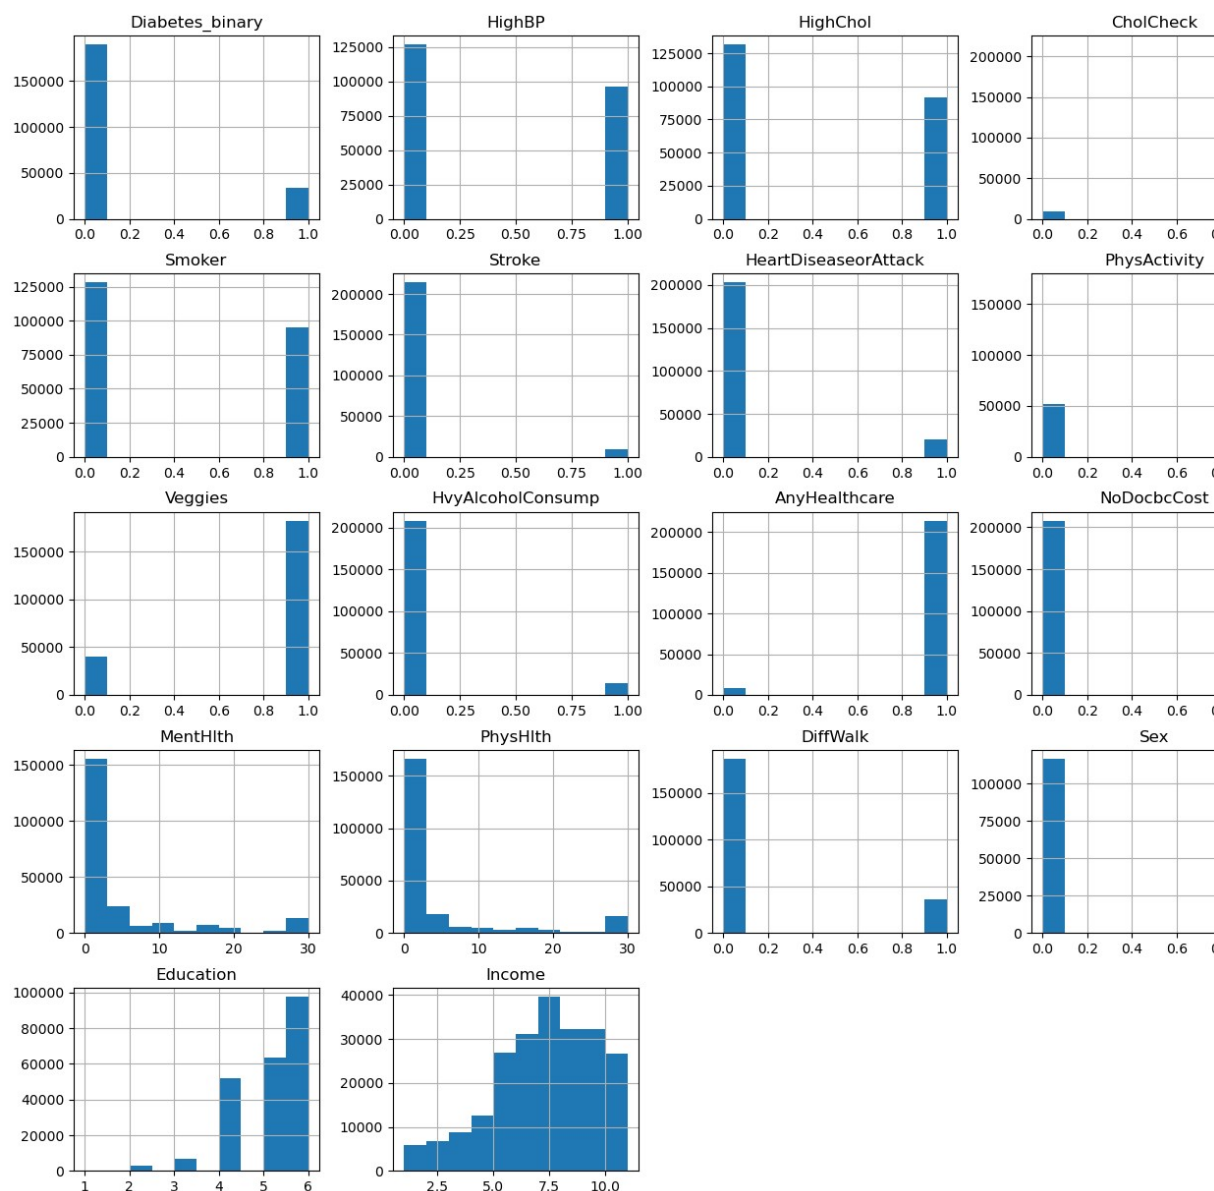 Diabetes_binary HighBP HighChol CholCheck
150000 125000 125000 200000
100000 100000 100000 150000
50000 75000 75000 100000
0 50000 50000 50000
25000 25000 0
0 0
0.0 0.2 0.4 0.6 0.8 1.0 0.00 0.25 0.50 0.75 1.00 0.0 0.2 0.4 0.6 0.8 1.0 0.0 0.2 0.4 0.6
Smoker Stroke HeartDiseaseorAttack PhysActivity
125000 200000 200000 150000
100000 150000 150000 100000
75000 100000 100000 50000
50000 50000 50000 0
25000 0 0
0
0.0 0.2 0.4 0.6 0.8 1.0 0.00 0.25 0.50 0.75 1.00 0.0 0.2 0.4 0.6 0.8 1.0 0.0 0.2 0.4 0.6
Veggies HvyAlcoholConsump AnyHealthcare NoDocbcCost
150000 200000 200000 200000
100000 150000 150000 150000
50000 100000 100000 100000
0 50000 50000 50000
0 0 0
0.0 0.2 0.4 0.6 0.8 1.0 0.00 0.25 0.50 0.75 1.00 0.0 0.2 0.4 0.6 0.8 1.0 0.0 0.2 0.4 0.6
MentHlth PhysHlth DiffWalk Sex
150000 150000 150000 100000
100000 100000 100000 75000
50000 50000 50000 50000
0 0 0 25000
0
0 10 20 30 0 10 20 30 0.0 0.2 0.4 0.6 0.8 1.0 0.0 0.2 0.4 0.6
Education Income
100000 40000
80000 30000
60000 20000
40000 10000
20000 0
0
1 2 3 4 5 6 2.5 5.0 7.5 10.0